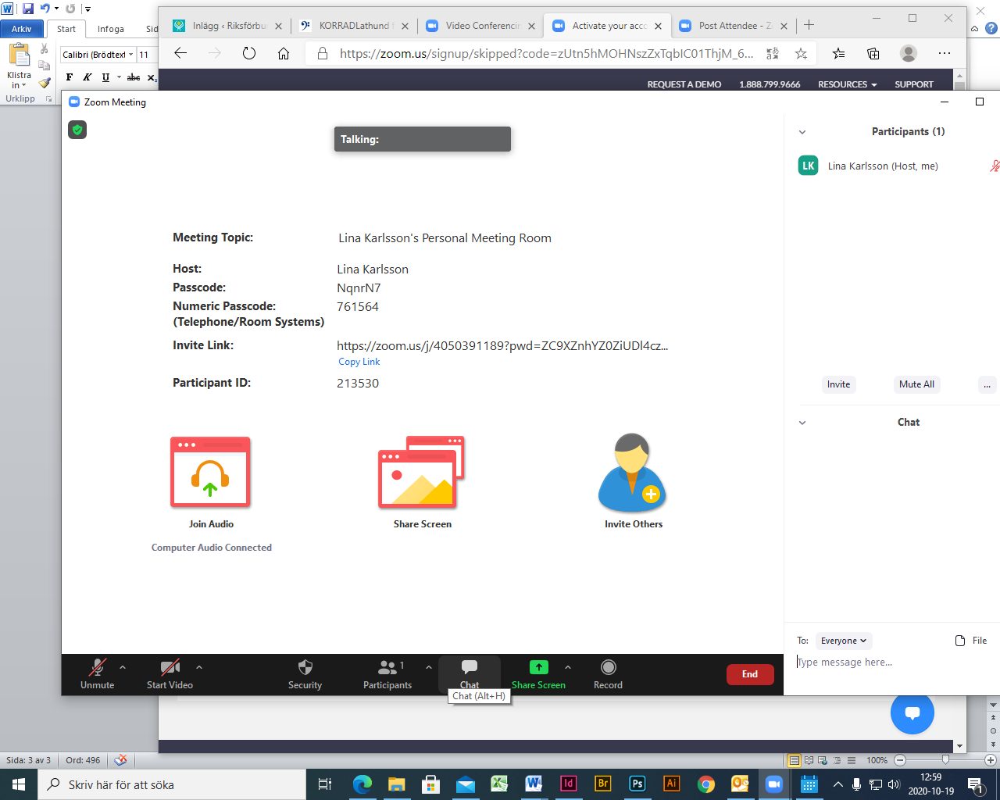 Inlägg ‹ Riksförbu
KORRADLathund
Video Conferencin
Activate your acco
Post Attendee - Z
Arkiv
Start
Infoga
Sid
https://zoom.us/signup/skipped?code=zUtn5hMOHNszZxTqbIC01ThjM_6...
Klistra
in
Calibri (Brödtext
11
F K U abc x₂
Urklipp
REQUEST A DEMO
1.888.799.9666
RESOURCES
SUPPORT
Zoom Meeting
Talking:
Participants (1)
LK
Lina Karlsson (Host, me)
Meeting Topic:
Lina Karlsson's Personal Meeting Room
Host:
Lina Karlsson
Passcode:
NqnrN7
Numeric Passcode:
761564
(Telephone/Room Systems)
Invite Link:
https://zoom.us/j/4050391189?pwd=ZC9XZnhYZ0ZiUDl4cz...
Copy Link
Participant ID:
213530
Invite
Mute All
...
Chat
Join Audio
Share Screen
Invite Others
Computer Audio Connected
To:
Everyone
File
Type message here...
Unmute
Start Video
Security
Participants
1
Chat
Share Screen
Record
End
Chat (Alt+H)
Sida: 3 av 3
Ord: 496
100%
Skriv här för att söka
Id
Br
Ps
Ai
12:59
2020-10-19
1